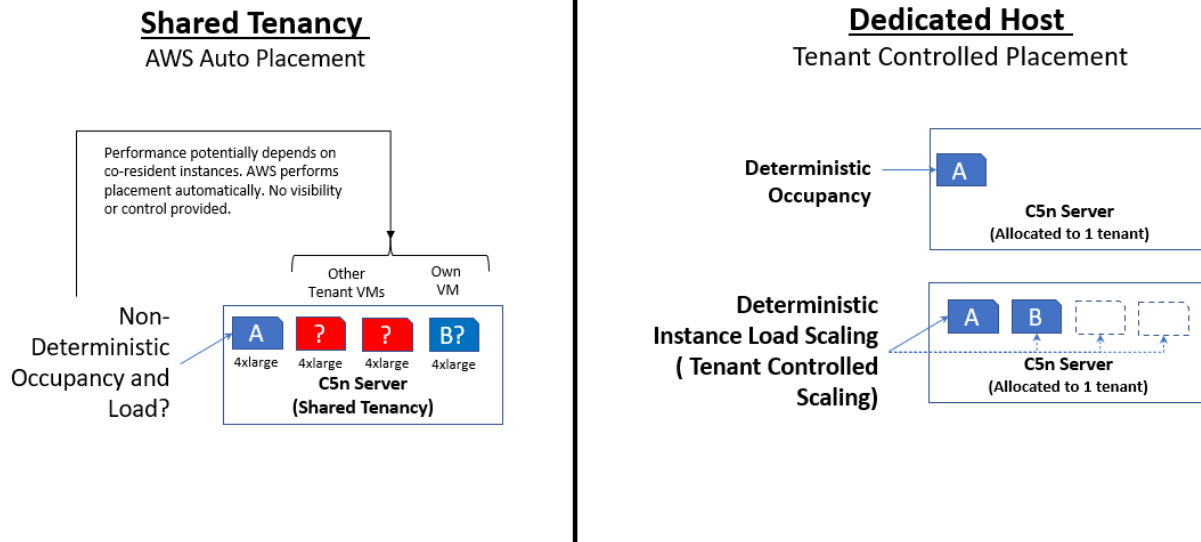 Shared Tenancy
AWS Auto Placement
Performance potentially depends on
co-resident instances. AWS performs
placement automatically. No visibility
or control provided.
Other
Tenant VMs
Own
VM
Non-
Deterministic
Occupancy and
Load?
A
?
?
B?
4xlarge
4xlarge
4xlarge
4xlarge
C5n Server
(Shared Tenancy)
Dedicated Host
Tenant Controlled Placement
Deterministic
Occupancy
A
C5n Server
(Allocated to 1 tenant)
Deterministic
Instance Load Scaling
( Tenant Controlled
Scaling)
A
B
C5n Server
(Allocated to 1 tenant)